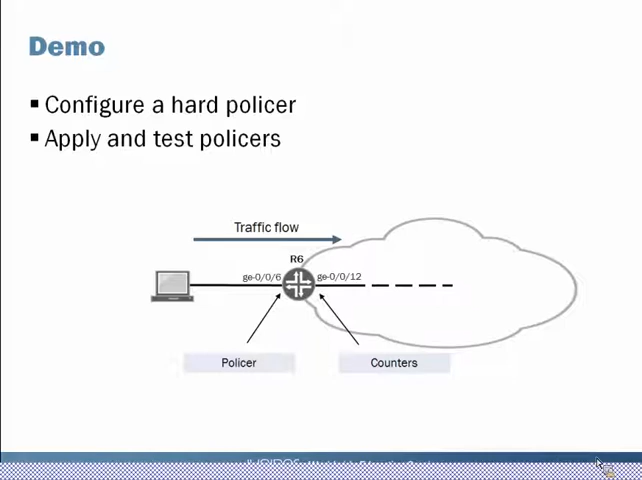 Demo
▪ Configure a hard policer
▪ Apply and test policers
Traffic flow
R6
ge-0/0/6
ge-0/0/12
Policer
Counters